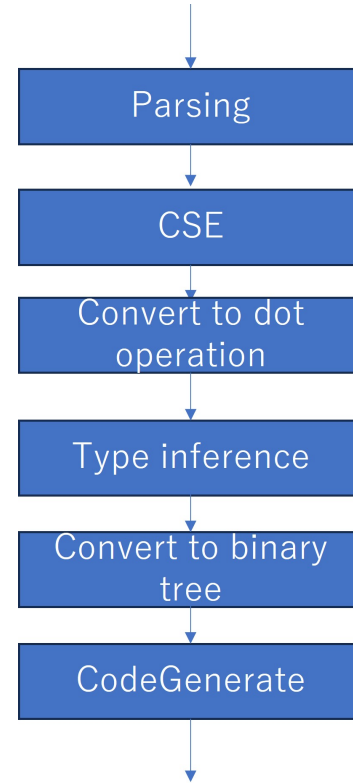 Parsing
CSE
Convert to dot
operation
Type inference
Convert to binary
tree
CodeGenerate